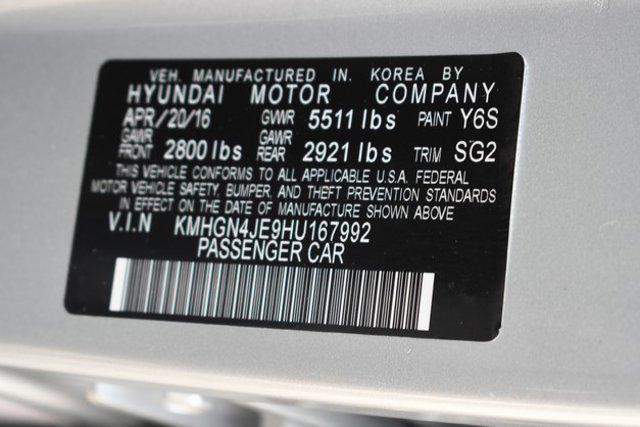 VEH. MANUFACTURED IN. KOREA BY
HYUNDAI MOTOR COMPANY
APR/20/16 GVWR 5511 lbs PAINT Y6S
GAWR FRONT 2800 lbs GAWR REAR 2921 lbs TRIM SG2
THIS VEHICLE CONFORMS TO ALL APPLICABLE U.S.A. FEDERAL
MOTOR VEHICLE SAFETY, BUMPER, AND THEFT PREVENTION STANDARDS
IN EFFECT ON THE DATE OF MANUFACTURE SHOWN ABOVE
V.I.N KMHGN4JE9HU167992
PASSENGER CAR